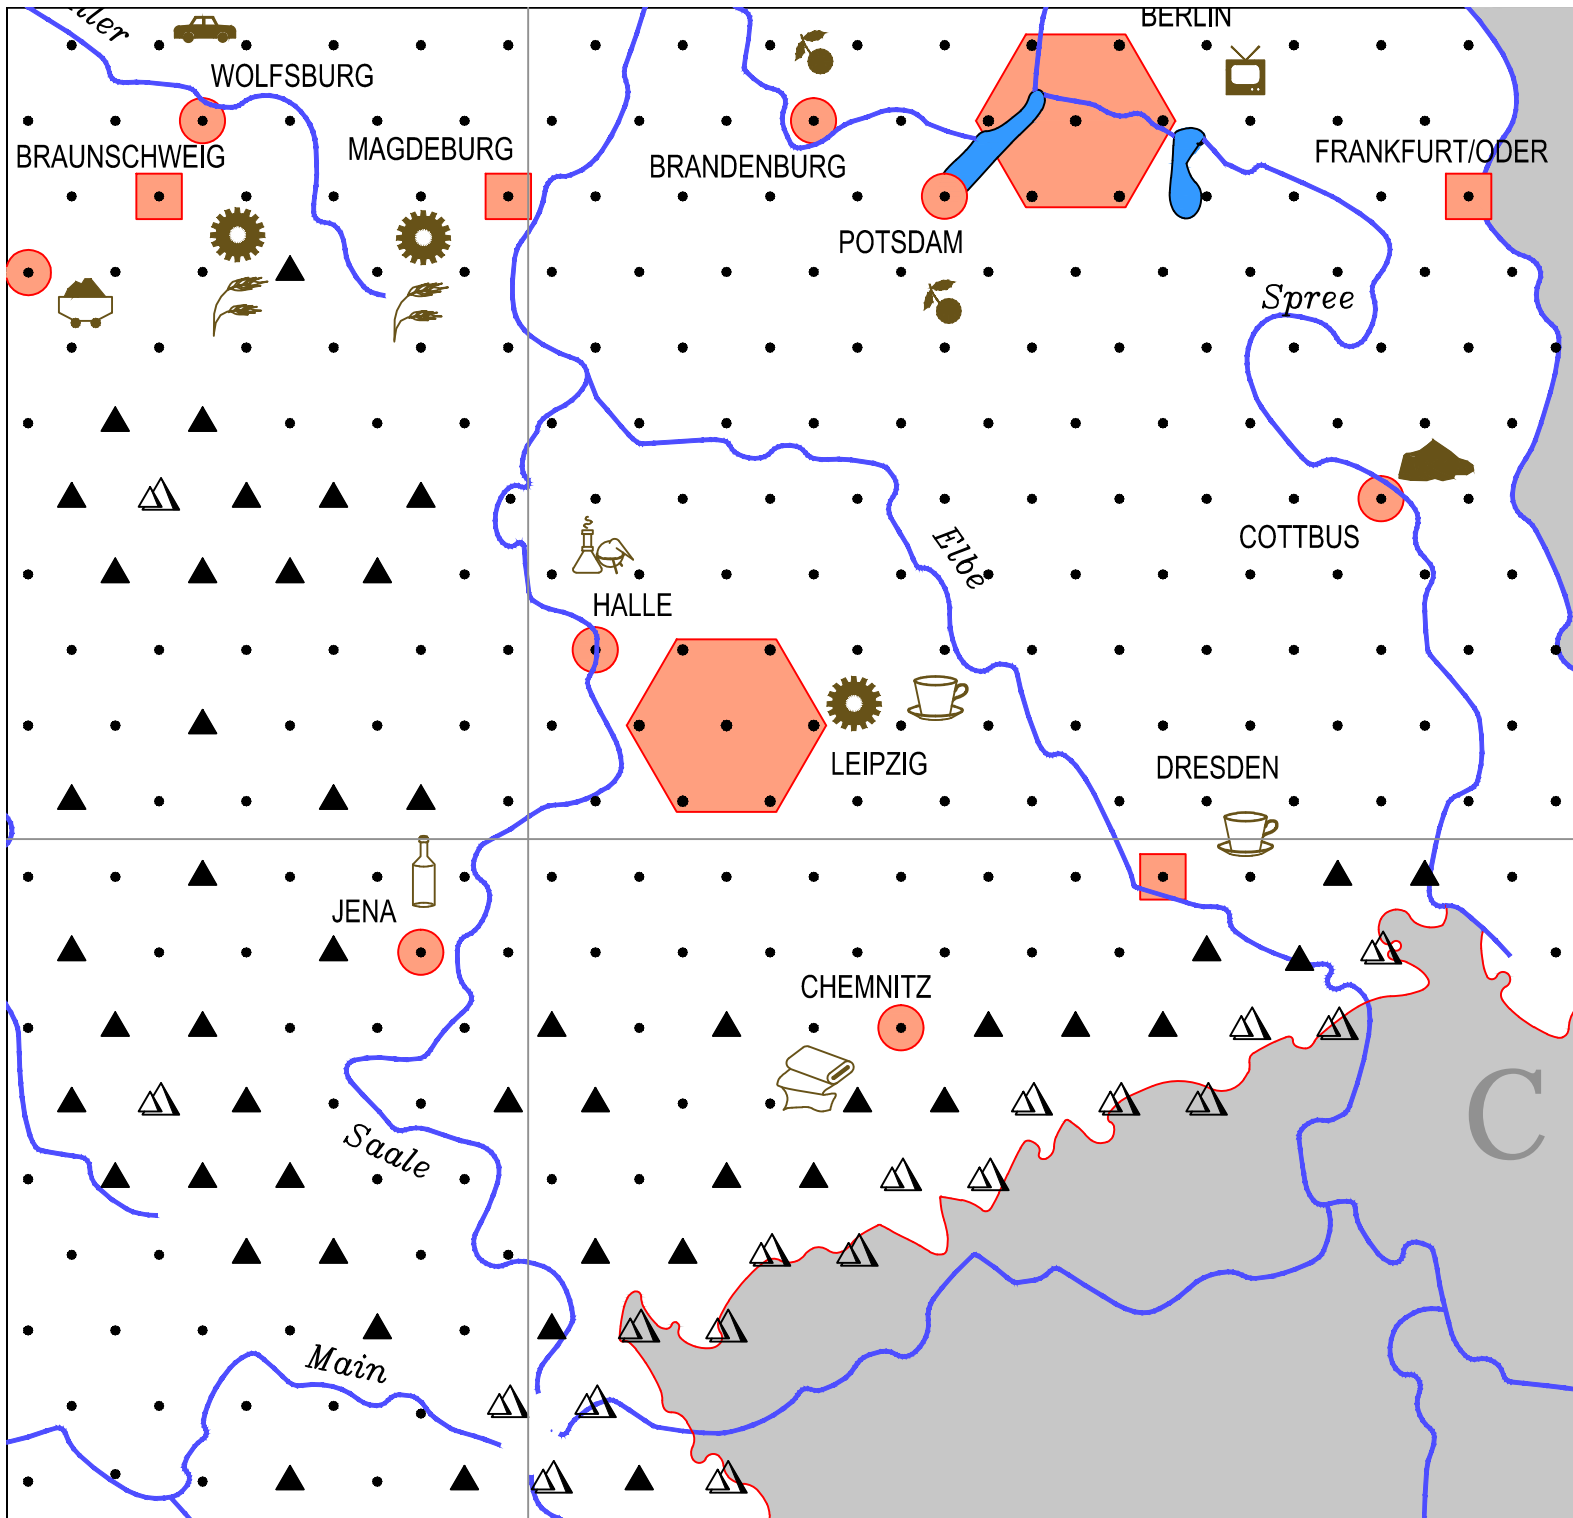 BERLIN
WOLFSBURG
BRAUNSCHWEIG
MAGDEBURG
BRANDENBURG
FRANKFURT/ODER
POTSDAM
Spree
COTTBUS
Elbe
HALLE
LEIPZIG
DRESDEN
JENA
CHEMNITZ
C
Saale
Main